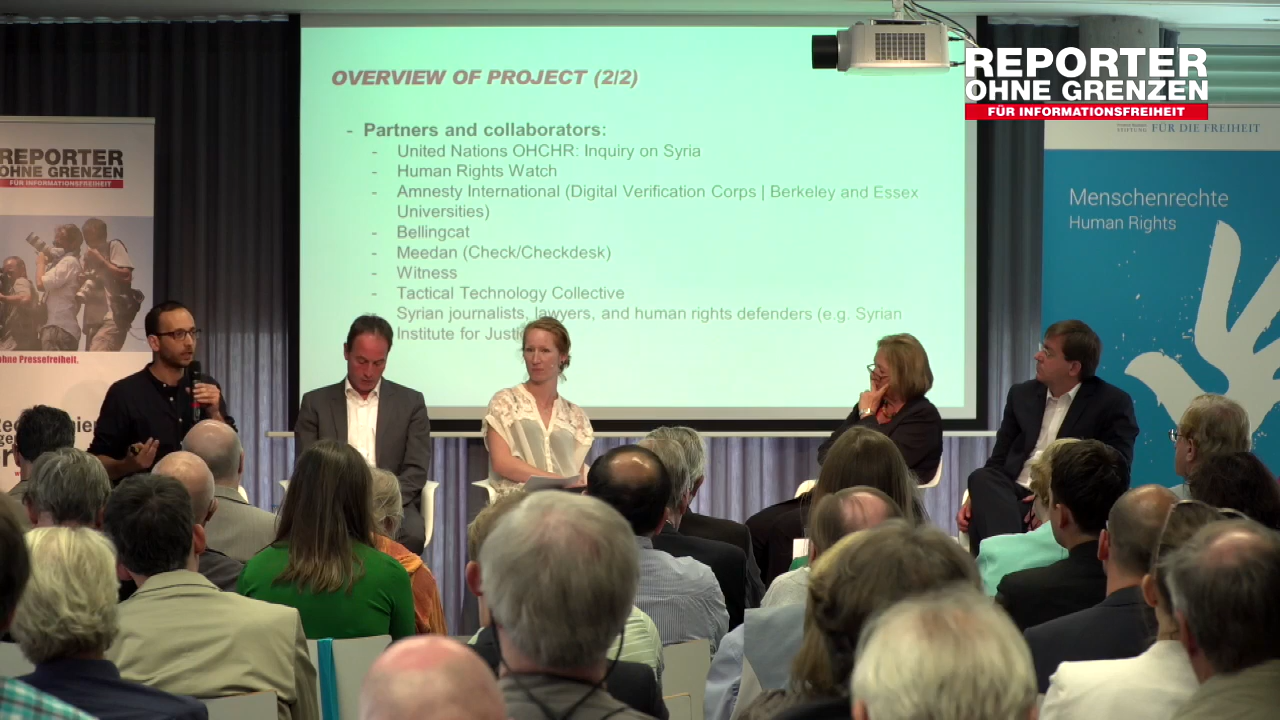 OVERVIEW OF PROJECT (2/2)
- Partners and collaborators:
- United Nations OHCHR: Inquiry on Syria
- Human Rights Watch
- Amnesty International (Digital Verification Corps | Berkeley and Essex
Universities)
- Bellingcat
- Meedan (Check/Checkdesk)
- Witness
- Tactical Technology Collective
Syrian journalists, lawyers, and human rights defenders (e.g. Syrian
Institute for
REPORTER
OHNE GRENZEN
FÜR INFORMATIONSFREIHEIT
STIFTUNG FÜR DIE FREIHEIT
Menschenrechte
Human Rights
REPORTER
OHNE GRENZEN
FÜR INFORMATIONSFREIHEIT
ohne Pressefreiheit.